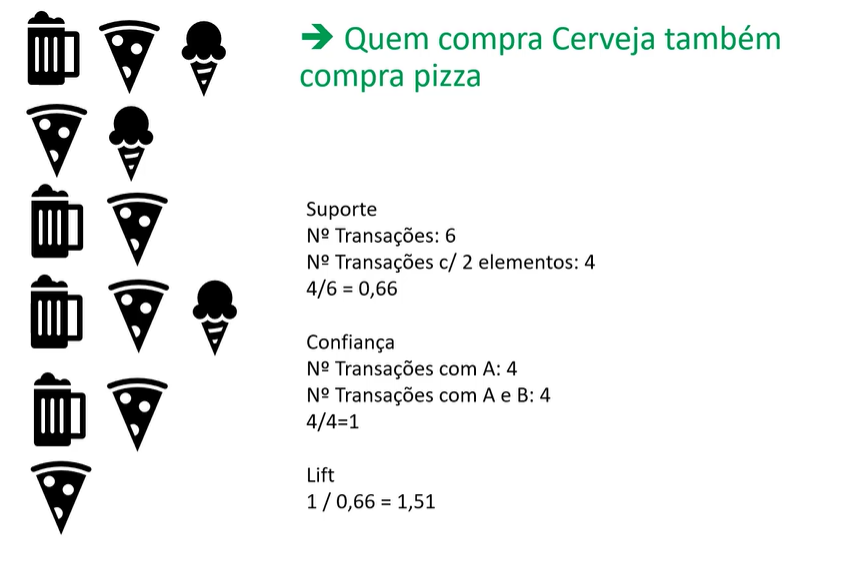 ➔ Quem compra Cerveja também
compra pizza
Suporte
Nº Transações: 6
Nº Transações c/ 2 elementos: 4
4/6 = 0,66
Confiança
Nº Transações com A: 4
Nº Transações com A e B: 4
4/4=1
Lift
1 / 0,66 = 1,51